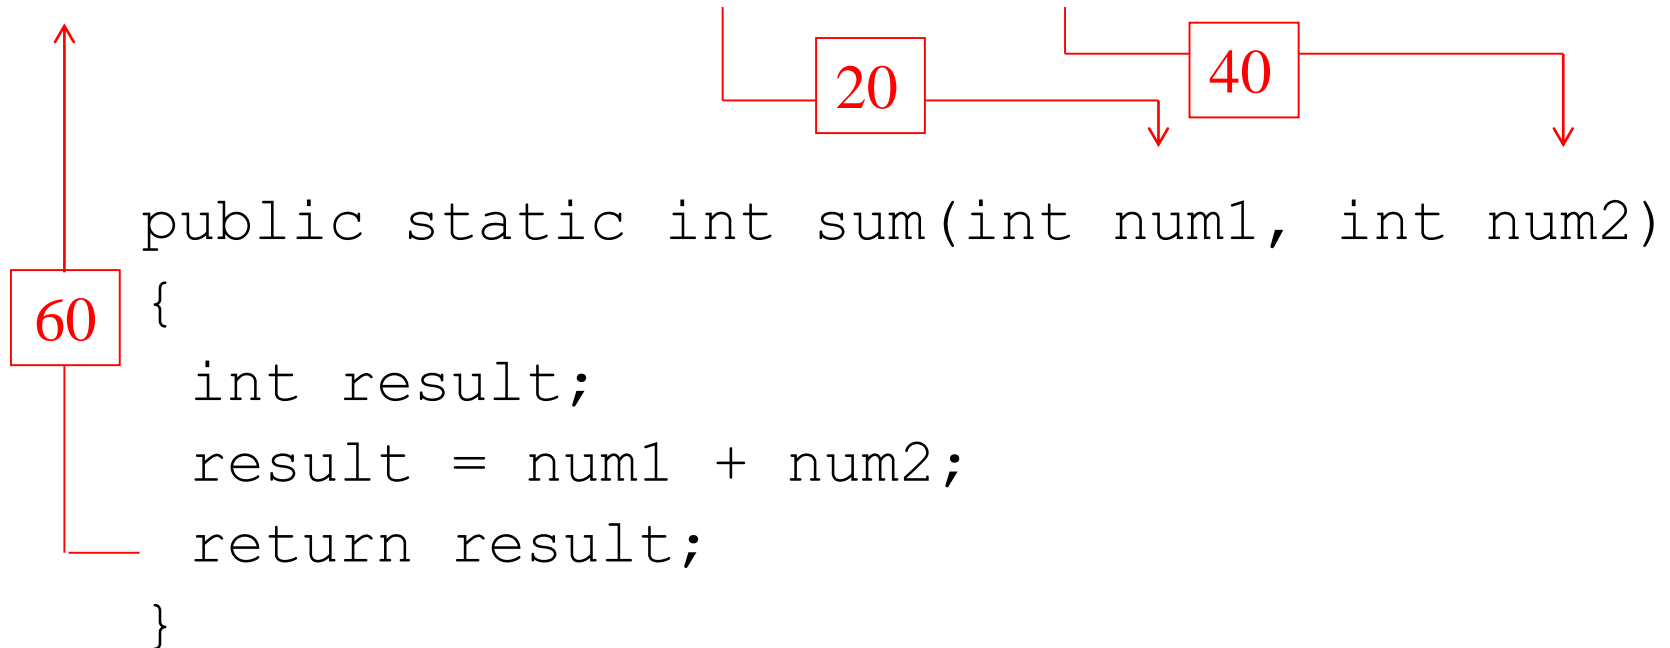 20
40
public static int sum(int num1, int num2)
{
60
int result;
result = num1 + num2;
return result;
}